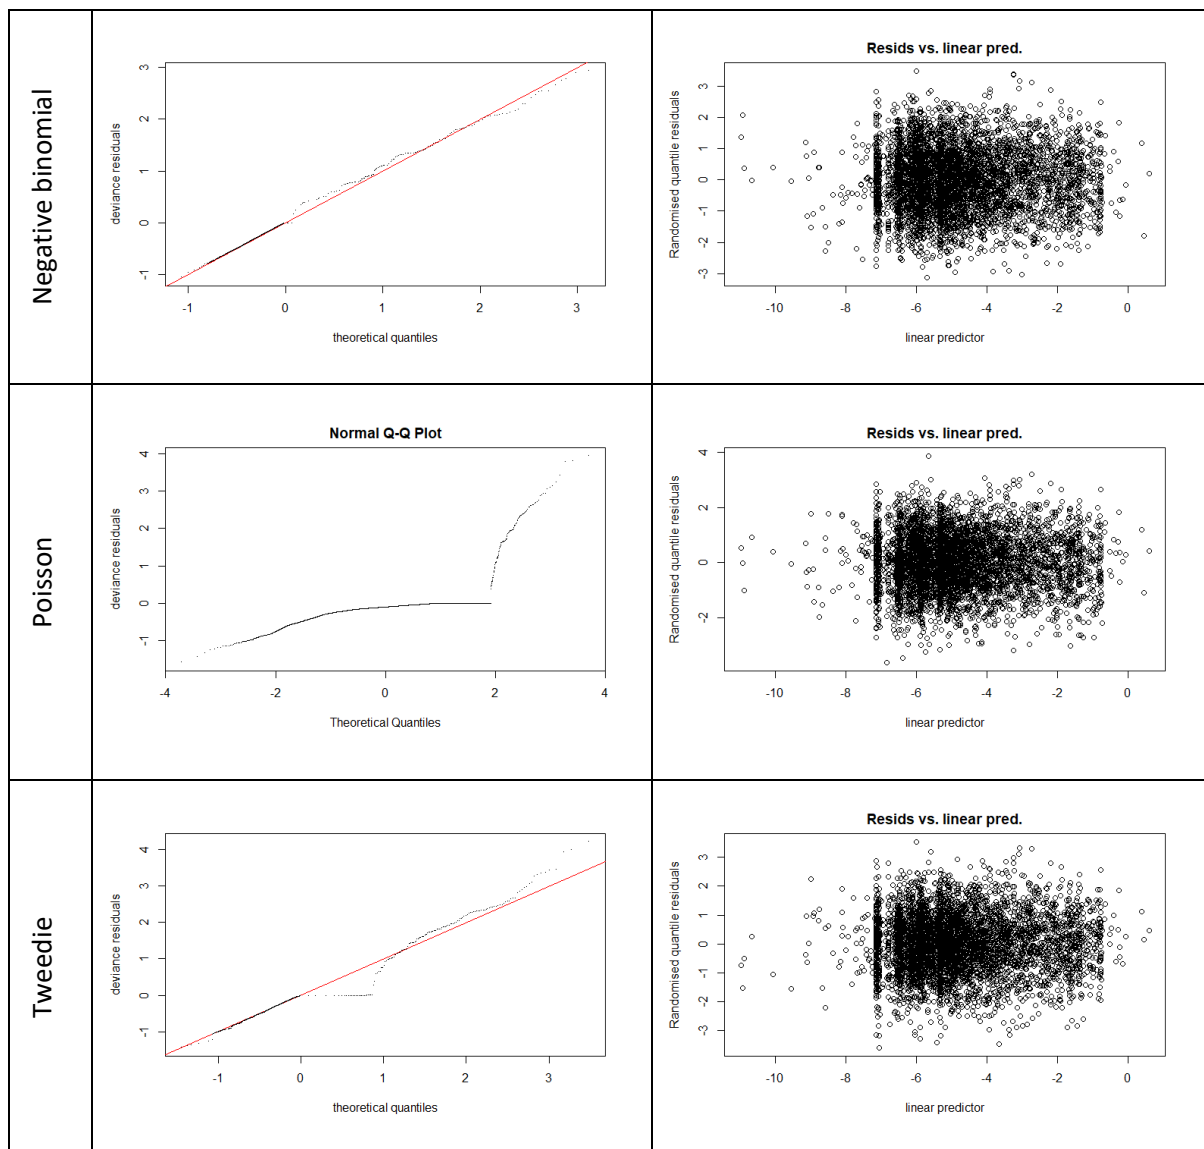 Negative binomial
deviance residuals
3
2
1
0
-1
-1 0 1 2 3
theoretical quantiles
Resids vs. linear pred.
Randomised quantile residuals
3
2
1
0
-1
-2
-3
-10 -8 -6 -4 -2 0
linear predictor
Poisson
Normal Q-Q Plot
deviance residuals
4
3
2
1
0
-1
-4 -2 0 2 4
Theoretical Quantiles
Resids vs. linear pred.
Randomised quantile residuals
4
2
0
-2
-10 -8 -6 -4 -2 0
linear predictor
Tweedie
deviance residuals
4
3
2
1
0
-1
-1 0 1 2 3
theoretical quantiles
Resids vs. linear pred.
Randomised quantile residuals
3
2
1
0
-1
-2
-3
-10 -8 -6 -4 -2 0
linear predictor